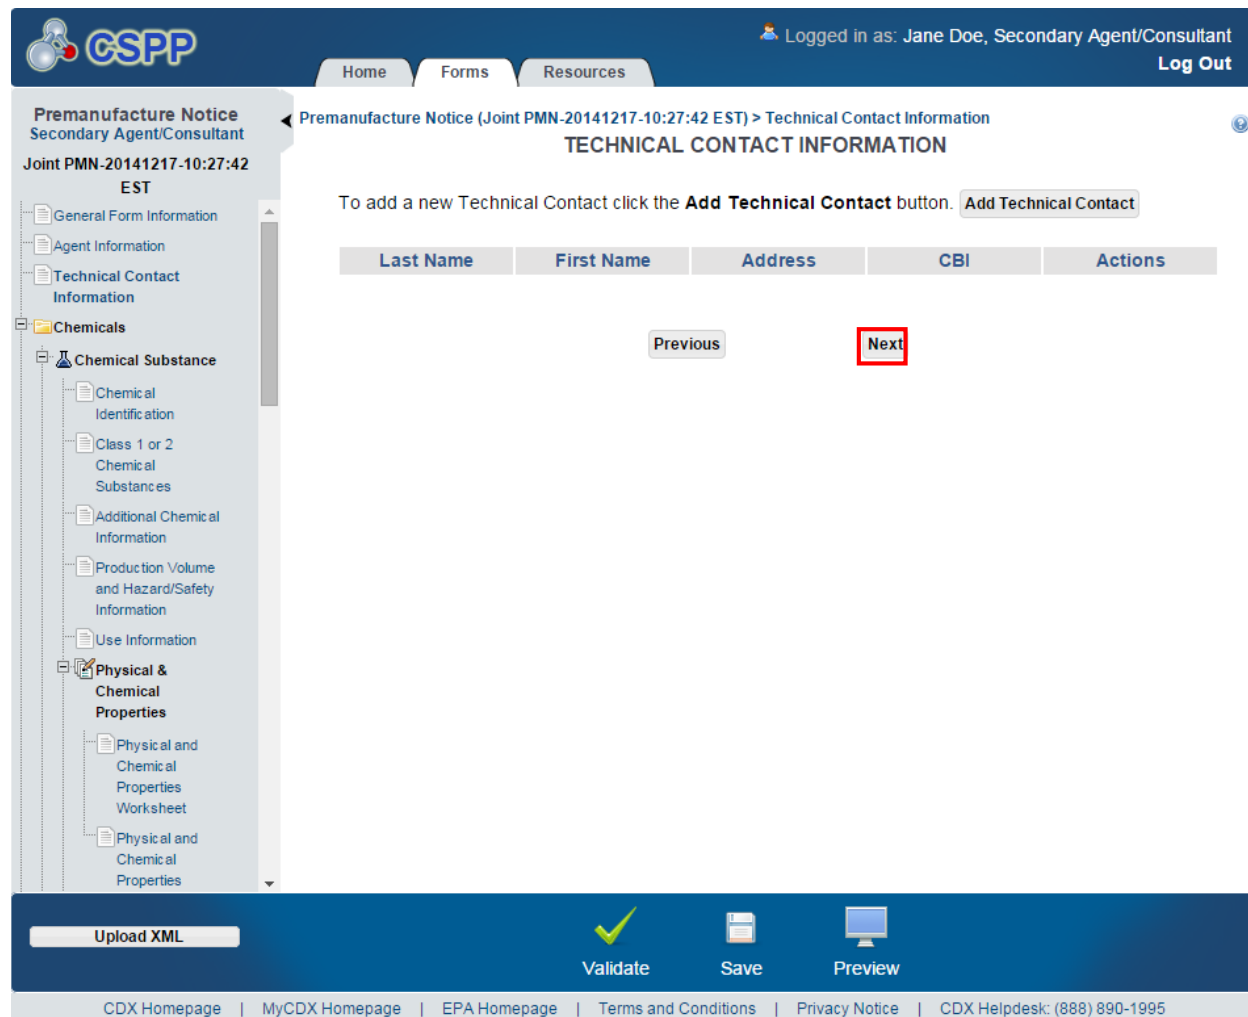 CSPP
Logged in as: Jane Doe, Secondary Agent/Consultant
Log Out
Home
Forms
Resources
Premanufacture Notice
Secondary Agent/Consultant
Joint PMN-20141217-10:27:42
EST
General Form Information
Agent Information
Technical Contact
Information
Chemicals
Chemical Substance
Chemical
Identification
Class 1 or 2
Chemical
Substances
Additional Chemical
Information
Production Volume
and Hazard/Safety
Information
Use Information
Physical &
Chemical
Properties
Physical and
Chemical
Properties
Worksheet
Physical and
Chemical
Properties
Premanufacture Notice (Joint PMN-20141217-10:27:42 EST) > Technical Contact Information
TECHNICAL CONTACT INFORMATION
To add a new Technical Contact click the Add Technical Contact button. Add Technical Contact
Last Name First Name Address CBI Actions
Previous Next
Upload XML
Validate Save Preview
CDX Homepage | MyCDX Homepage | EPA Homepage | Terms and Conditions | Privacy Notice | CDX Helpdesk: (888) 890-1995